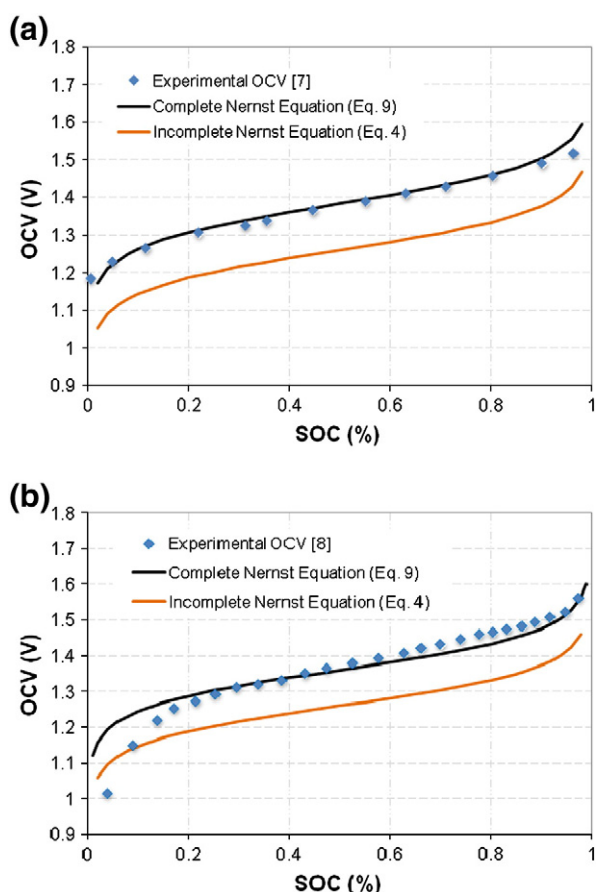 (a)
1.8
1.7
1.6
1.5
1.4
1.3
1.2
1.1
1
0.9
OCV (V)
Experimental OCV [7]
Complete Nernst Equation (Eq. 9)
Incomplete Nernst Equation (Eq. 4)
0 0.2 0.4 0.6 0.8 1
SOC (%)
(b)
1.8
1.7
1.6
1.5
1.4
1.3
1.2
1.1
1
0.9
OCV (V)
Experimental OCV [8]
Complete Nernst Equation (Eq. 9)
Incomplete Nernst Equation (Eq. 4)
0 0.2 0.4 0.6 0.8 1
SOC (%)